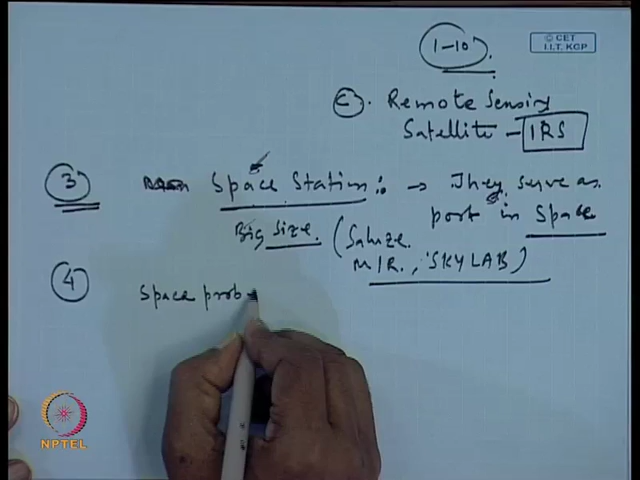 1-10.
© CET
I.I.T. KGP
E. Remote Sensing
Satellite - IRS
3 Space Station :- → They serve as
port in Space
Big Size. (Saluze.
MIR., SKYLAB)
4
Space prob
NPTEL